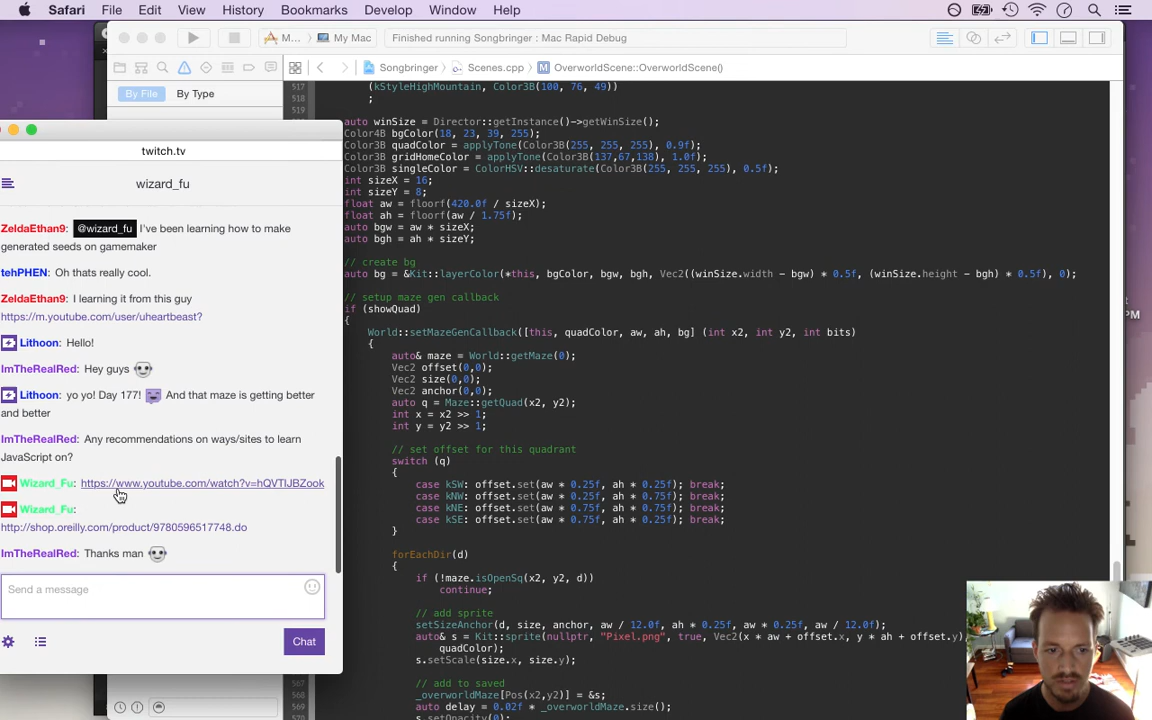 Safari File Edit View History Bookmarks Develop Window Help
M... My Mac Finished running Songbringer : Mac Rapid Debug
Songbringer Scenes.cpp M OverworldScene::OverworldScene()
By File By Type
twitch.tv
wizard_fu
ZeldaEthan9: @wizard_fu I've been learning how to make
generated seeds on gamemaker
tehPHEN: Oh thats really cool.
ZeldaEthan9: I learning it from this guy
https://m.youtube.com/user/uheartbeast?
Lithoon: Hello!
ImTheRealRed: Hey guys
Lithoon: yo yo! Day 177! And that maze is getting better
and better
ImTheRealRed: Any recommendations on ways/sites to learn
JavaScript on?
Wizard_Fu: https://www.youtube.com/watch?v=hQVTIJBZook
Wizard_Fu:
http://shop.oreilly.com/product/9780596517748.do
ImTheRealRed: Thanks man
Send a message
Chat
517 (kStyleHighMountain, Color3B(100, 76, 49))
518 ;
519
auto winSize = Director::getInstance()->getWinSize();
Color4B bgColor(18, 23, 39, 255);
Color3B quadColor = applyTone(Color3B(255, 255, 255), 0.9f);
Color3B gridHomeColor = applyTone(Color3B(137,67,138), 1.0f);
Color3B singleColor = ColorHSV::desaturate(Color3B(255, 255, 255), 0.5f);
int sizeX = 16;
int sizeY = 8;
float aw = floorf(420.0f / sizeX);
float ah = floorf(aw / 1.75f);
auto bgw = aw * sizeX;
auto bgh = ah * sizeY;
// create bg
auto bg = &Kit::layerColor(*this, bgColor, bgw, bgh, Vec2((winSize.width - bgw) * 0.5f, (winSize.height - bgh) * 0.5f), 0);
// setup maze gen callback
if (showQuad)
{
World::setMazeGenCallback([this, quadColor, aw, ah, bg] (int x2, int y2, int bits)
{
auto& maze = World::getMaze(0);
Vec2 offset(0,0);
Vec2 size(0,0);
Vec2 anchor(0,0);
auto q = Maze::getQuad(x2, y2);
int x = x2 >> 1;
int y = y2 >> 1;
// set offset for this quadrant
switch (q)
{
case kSW: offset.set(aw * 0.25f, ah * 0.25f); break;
case kNW: offset.set(aw * 0.25f, ah * 0.75f); break;
case kNE: offset.set(aw * 0.75f, ah * 0.75f); break;
case kSE: offset.set(aw * 0.75f, ah * 0.25f); break;
}
forEachDir(d)
{
if (!maze.isOpenSq(x2, y2, d))
continue;
// add sprite
setSizeAnchor(d, size, anchor, aw / 12.0f, ah * 0.25f, aw * 0.25f, aw / 12.0f);
auto& s = Kit::sprite(nullptr, "Pixel.png", true, Vec2(x * aw + offset.x, y * ah + offset.y),
quadColor);
s.setScale(size.x, size.y);
567 // add to saved
568 _overworldMaze[Pos(x2,y2)] = &s;
569 auto delay = 0.02f * _overworldMaze.size();
570 s.setOpacity(0);